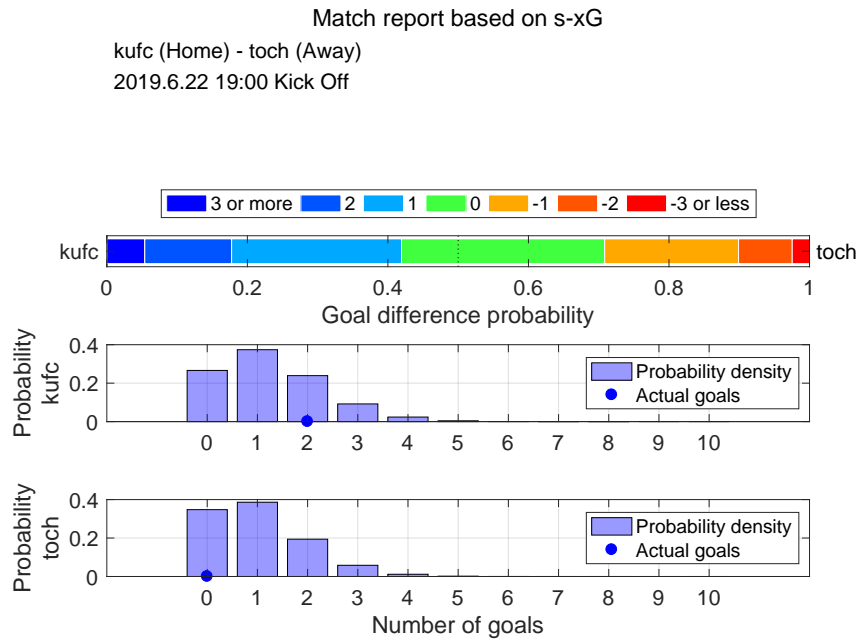 Match report based on s-xG
kufc (Home) - toch (Away)
2019.6.22 19:00 Kick Off
3 or more 2 1 0 -1 -2 -3 or less
kufc toch
0 0.2 0.4 0.6 0.8 1
Goal difference probability
Probability
kufc
0.4
0.2
0
Probability density
Actual goals
0 1 2 3 4 5 6 7 8 9 10
Probability
toch
0.4
0.2
0
Probability density
Actual goals
0 1 2 3 4 5 6 7 8 9 10
Number of goals